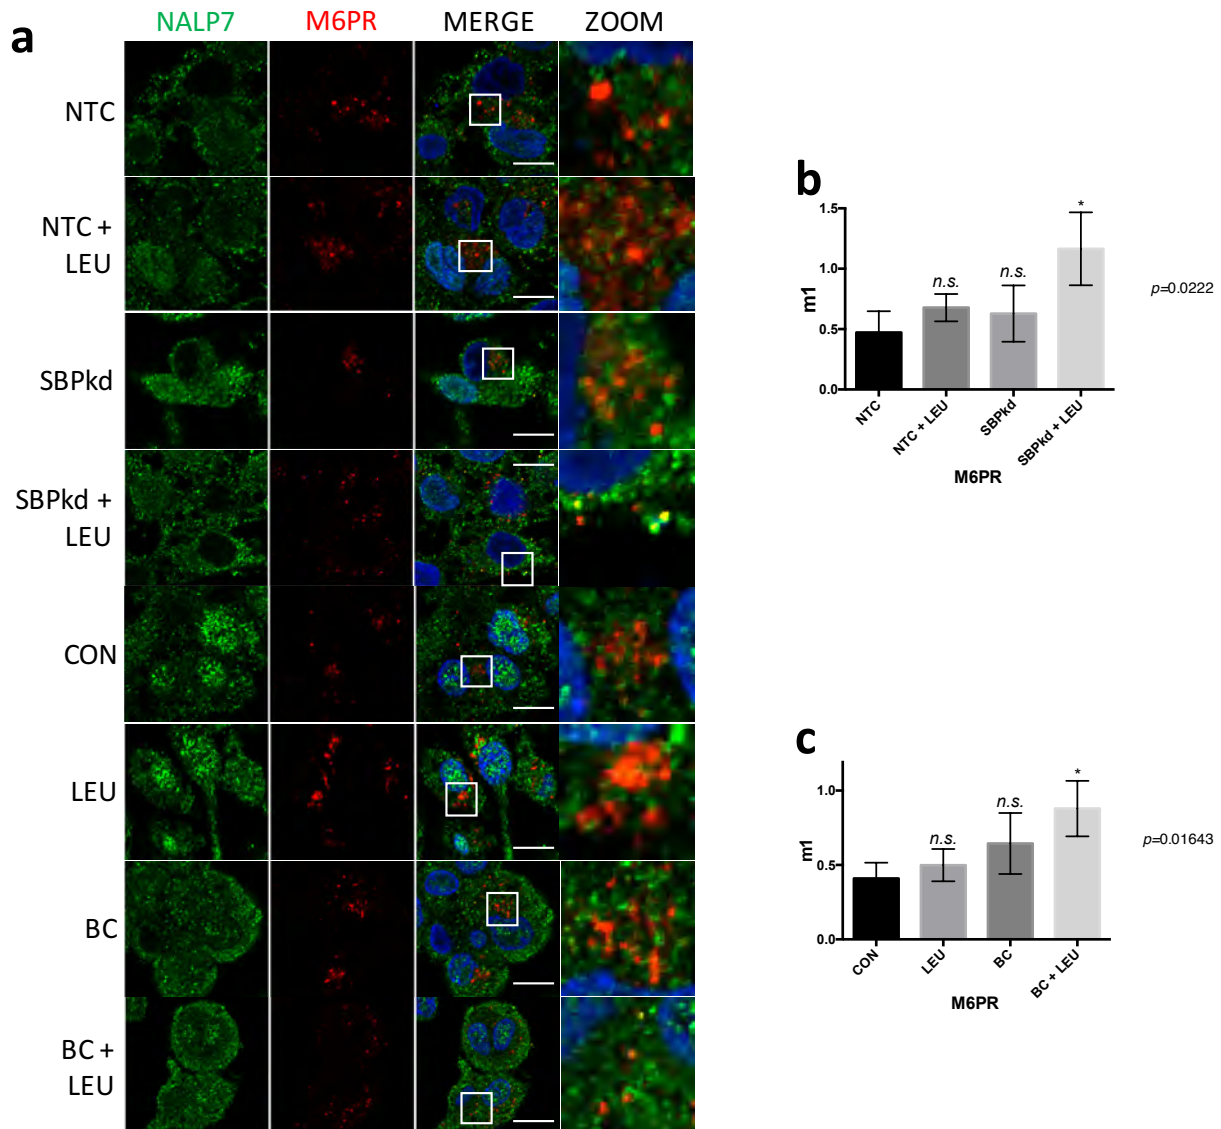 a
NALP7 M6PR MERGE ZOOM
NTC
NTC +
LEU
SBPkd
SBPkd +
LEU
CON
LEU
BC
BC +
LEU
b
1.5
1.0
0.5
0.0
m1
n.s.
n.s.
*
p=0.0222
NTC
NTC + LEU
SBPkd
SBPkd + LEU
M6PR
c
1.0
0.5
0.0
m1
n.s.
n.s.
*
p=0.01643
CON
LEU
BC
BC + LEU
M6PR